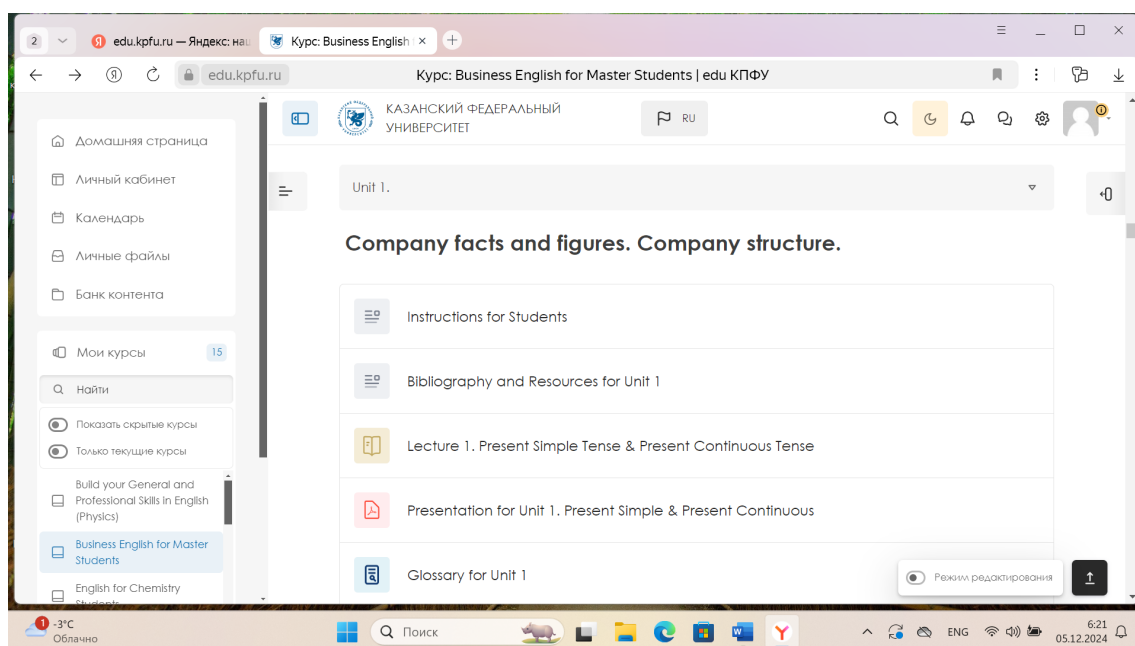 2
edu.kpfu.ru — Яндекс: наш
Курс: Business English f
edu.kpfu.ru
Курс: Business English for Master Students | edu КПФУ
Домашняя страница
Личный кабинет
Календарь
Личные файлы
Банк контента
Мои курсы 15
Найти
Показать скрытые курсы
Только текущие курсы
Build your General and
Professional Skills in English
(Physics)
Business English for Master
Students
English for Chemistry
Students
КАЗАНСКИЙ ФЕДЕРАЛЬНЫЙ
УНИВЕРСИТЕТ
RU
Unit 1.
Company facts and figures. Company structure.
Instructions for Students
Bibliography and Resources for Unit 1
Lecture 1. Present Simple Tense & Present Continuous Tense
Presentation for Unit 1. Present Simple & Present Continuous
Glossary for Unit 1
Режим редактирования
1
-3°C
Облачно
Поиск
ENG
6:21
05.12.2024